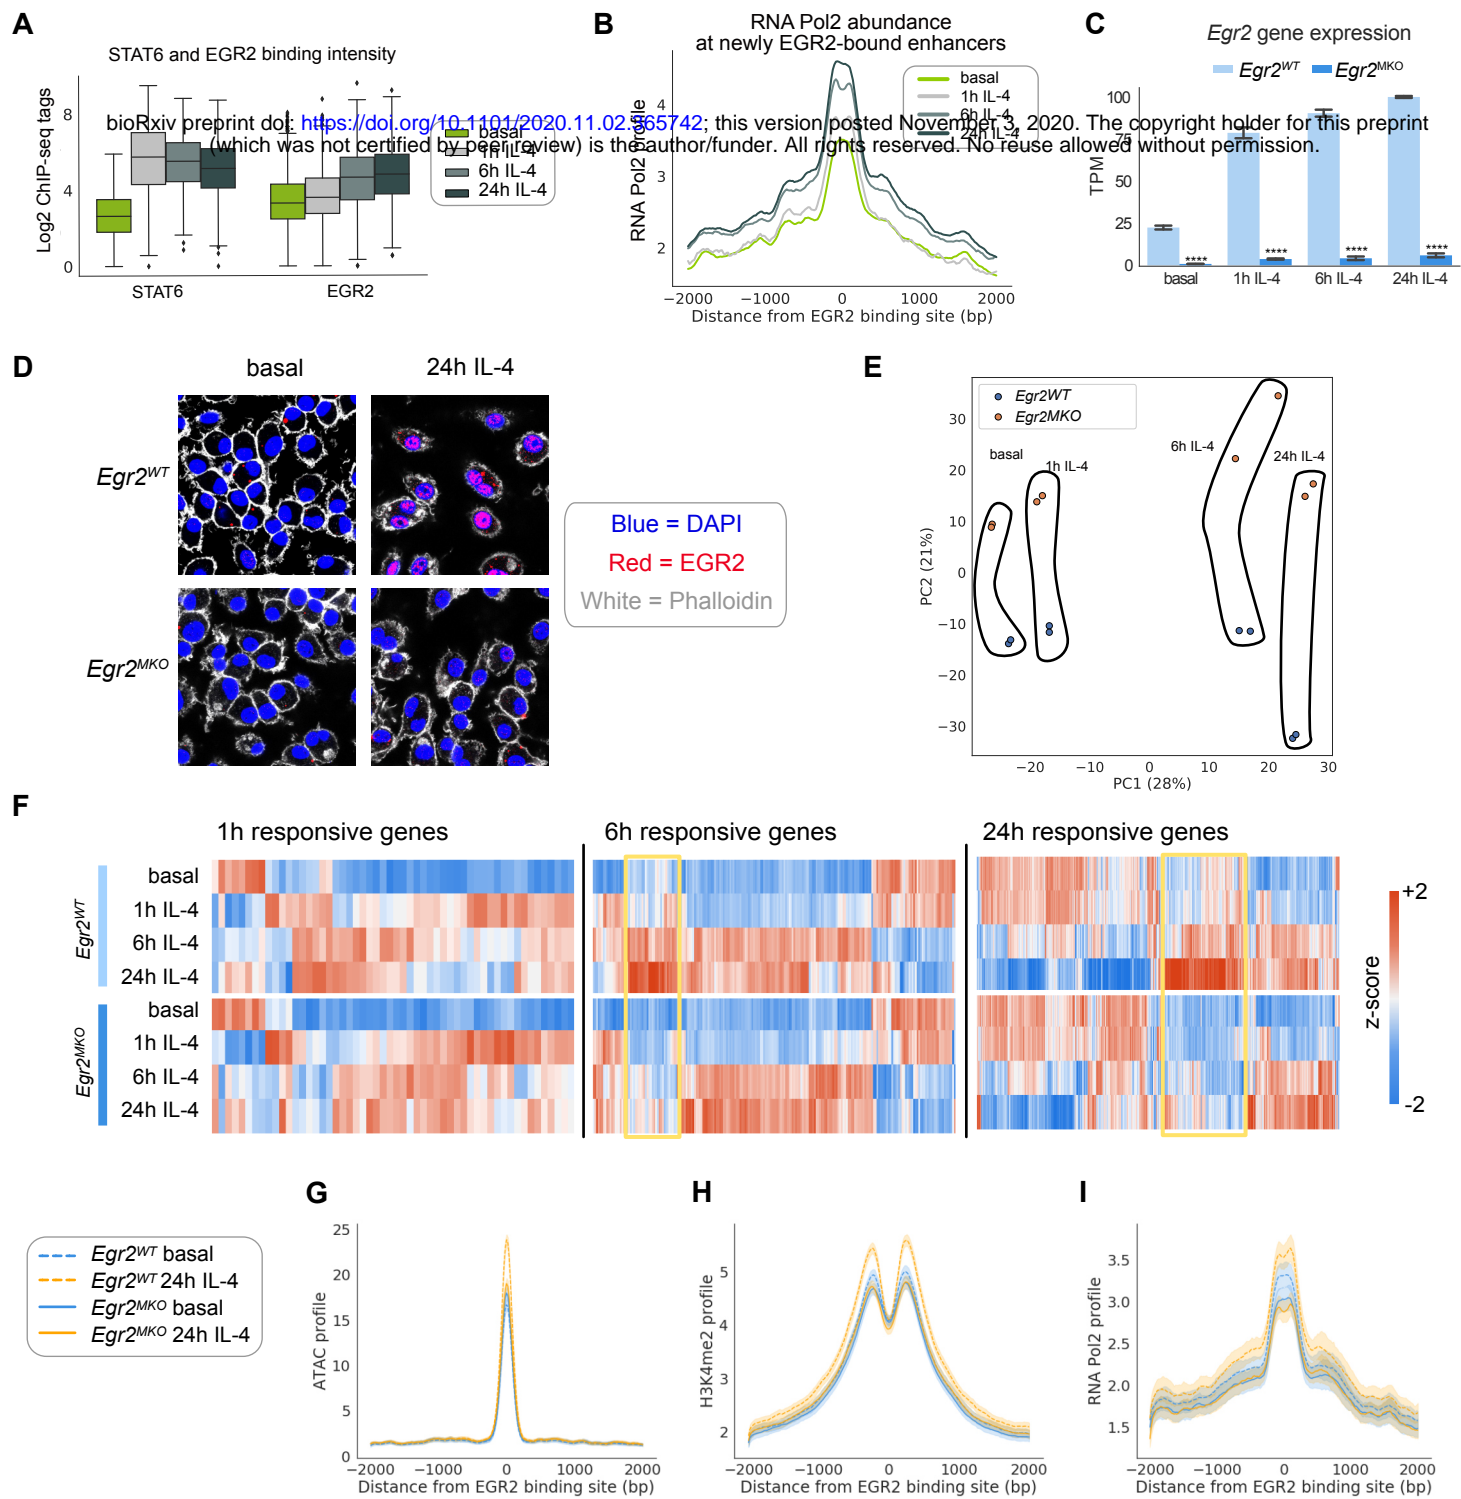 A
STAT6 and EGR2 binding intensity
Log2 ChIP-seq tags
8
4
0
STAT6
EGR2
basal
1h IL-4
6h IL-4
24h IL-4
B
RNA Pol2 abundance
at newly EGR2-bound enhancers
RNA Pol2 profile
4
3
2
−2000
−1000
0
1000
2000
Distance from EGR2 binding site (bp)
basal
1h IL-4
6h IL-4
24h IL-4
C
Egr2 gene expression
Egr2WT
Egr2MKO
TPM
100
75
50
25
0
****
****
****
****
basal
1h IL-4
6h IL-4
24h IL-4
bioRxiv preprint doi: https://doi.org/10.1101/2020.11.02.365742; this version posted November 3, 2020. The copyright holder for this preprint
(which was not certified by peer review) is the author/funder. All rights reserved. No reuse allowed without permission.
D
basal
24h IL-4
Egr2WT
Egr2MKO
Blue = DAPI
Red = EGR2
White = Phalloidin
E
Egr2WT
Egr2MKO
basal
1h IL-4
6h IL-4
24h IL-4
PC2 (21%)
30
20
10
0
−10
−20
−30
−20
−10
0
10
20
30
PC1 (28%)
F
1h responsive genes
6h responsive genes
24h responsive genes
Egr2WT
basal
1h IL-4
6h IL-4
24h IL-4
Egr2MKO
basal
1h IL-4
6h IL-4
24h IL-4
z-score
+2
-2
Egr2WT basal
Egr2WT 24h IL-4
Egr2MKO basal
Egr2MKO 24h IL-4
G
ATAC profile
25
20
15
10
5
0
−2000
−1000
0
1000
2000
Distance from EGR2 binding site (bp)
H
H3K4me2 profile
5
4
3
2
−2000
−1000
0
1000
2000
Distance from EGR2 binding site (bp)
I
RNA Pol2 profile
3.5
3.0
2.5
2.0
1.5
−2000
−1000
0
1000
2000
Distance from EGR2 binding site (bp)